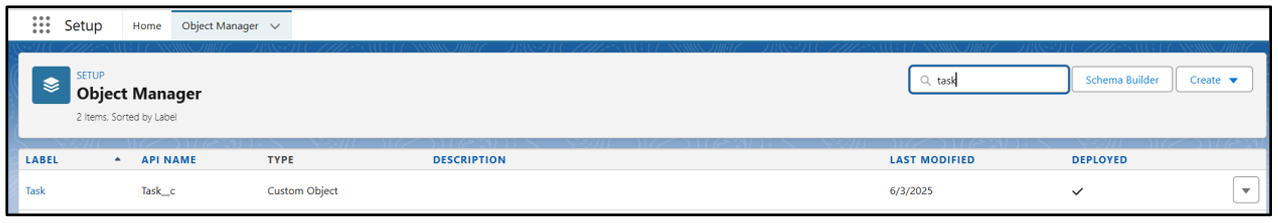 Setup Home Object Manager
SETUP
Object Manager
2 Items. Sorted by Label
task Schema Builder Create
LABEL API NAME TYPE DESCRIPTION LAST MODIFIED DEPLOYED
Task Task__c Custom Object 6/3/2025